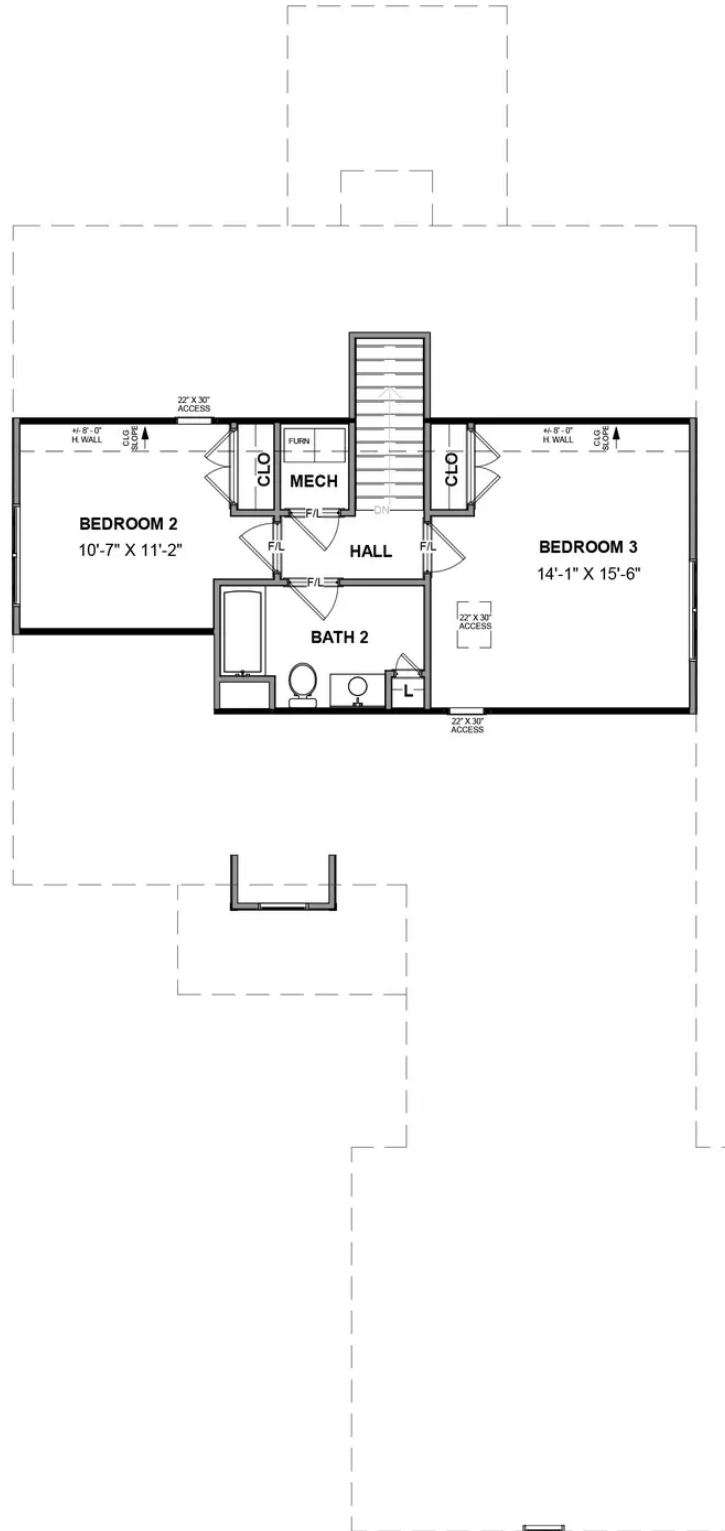 22" X 30"
ACCESS
+/- 8' - 0"
H. WALL
CLG
SLOPE
CLO
FURN
MECH
CLO
+/- 8' - 0"
H. WALL
CLG
SLOPE
F/L
DN
BEDROOM 2
10'-7" X 11'-2"
F/L
HALL
F/L
BEDROOM 3
14'-1" X 15'-6"
F/L
BATH 2
22" X 30"
ACCESS
L
22" X 30"
ACCESS